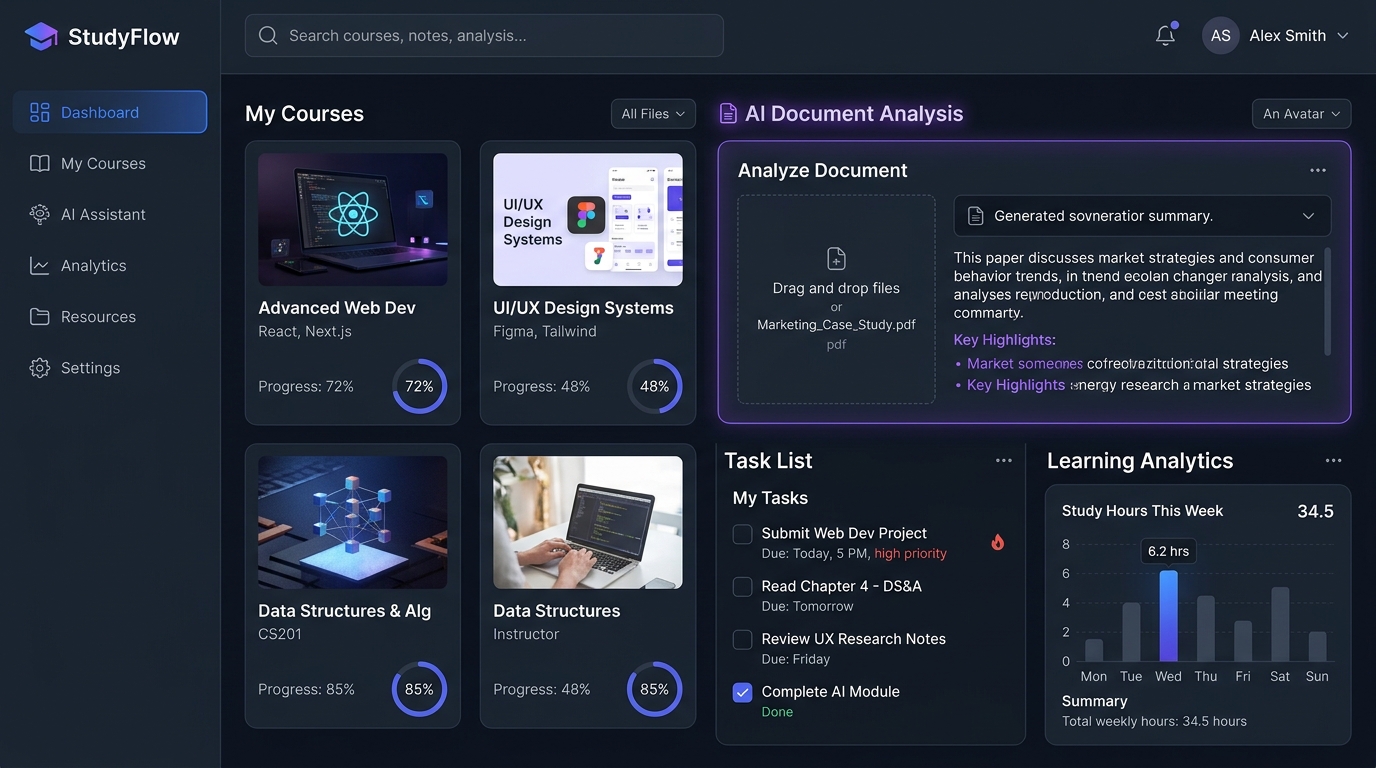 StudyFlow
Search courses, notes, analysis...
AS
Alex Smith
Dashboard
My Courses
AI Assistant
Analytics
Resources
Settings
My Courses
All Files
UI/UX
Design
Systems
Advanced Web Dev
React, Next.js
Progress: 72%
72%
UI/UX Design Systems
Figma, Tallwind
Progress: 48%
48%
Data Structures & Alg
CS201
Progress: 85%
85%
Data Structures
Instructor
Progress: 48%
85%
AI Document Analysis
An Avatar
Analyze Document
Drag and drop files
or
Marketing_Case_Study.pdf
pdf
Generated sovneratior summary.
This paper discusses market strategies and consumer
behavior trends, in tnend ecolan changer ranalysis, and
analyses and cest meeting
commarty.
Key Highlights:
• Market someones strategies
• Key Highlights research a market strategies
Task List
My Tasks
Submit Web Dev Project
Due: Today, 5 PM, high priority
Read Chapter 4 - DS&A
Due: Tomorrow
Review UX Research Notes
Due: Friday
Complete AI Module
Done
Learning Analytics
Study Hours This Week
34.5
8
6.2 hrs
6
4
2
0
Mon Tue Wed Thu Fri Sat Sun
Summary
Total weekly hours: 34.5 hours